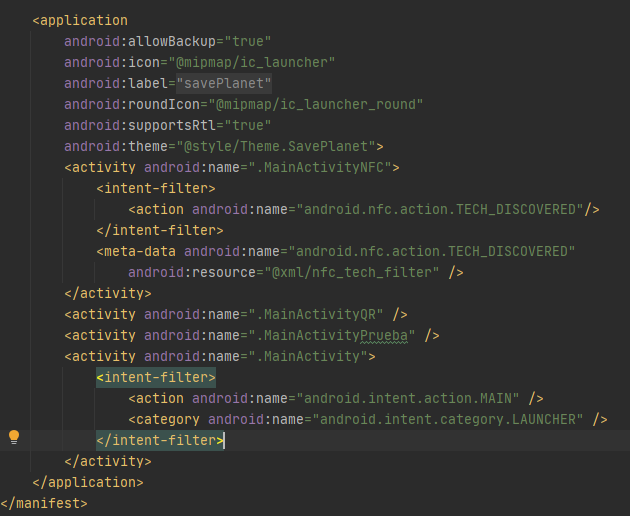 <application
android:allowBackup="true"
android:icon="@mipmap/ic_launcher"
android:label="savePlanet"
android:roundIcon="@mipmap/ic_launcher_round"
android:supportsRtl="true"
android:theme="@style/Theme.SavePlanet">
<activity android:name=".MainActivityNFC">
<intent-filter>
<action android:name="android.nfc.action.TECH_DISCOVERED"/>
</intent-filter>
<meta-data android:name="android.nfc.action.TECH_DISCOVERED"
android:resource="@xml/nfc_tech_filter" />
</activity>
<activity android:name=".MainActivityQR" />
<activity android:name=".MainActivityPrueba" />
<activity android:name=".MainActivity">
<intent-filter>
<action android:name="android.intent.action.MAIN" />
<category android:name="android.intent.category.LAUNCHER" />
</intent-filter>
</activity>
</application>
</manifest>